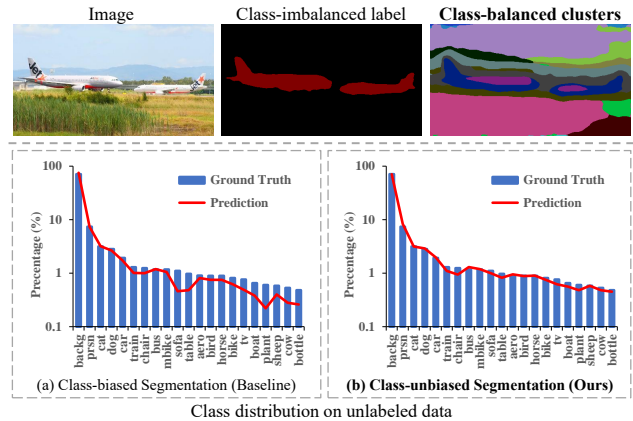 Image Class-imbalanced label Class-balanced clusters
100
10
1
0.1
Precentage (%)
Ground Truth
Prediction
backg prsn cat dog car train chair bus mbike sofa table aero bird horse bike tv boat plant sheep cow bottle
(a) Class-biased Segmentation (Baseline)
100
10
1
0.1
Precentage (%)
Ground Truth
Prediction
backg prsn cat dog car train chair bus mbike sofa table aero bird horse bike tv boat plant sheep cow bottle
(b) Class-unbiased Segmentation (Ours)
Class distribution on unlabeled data